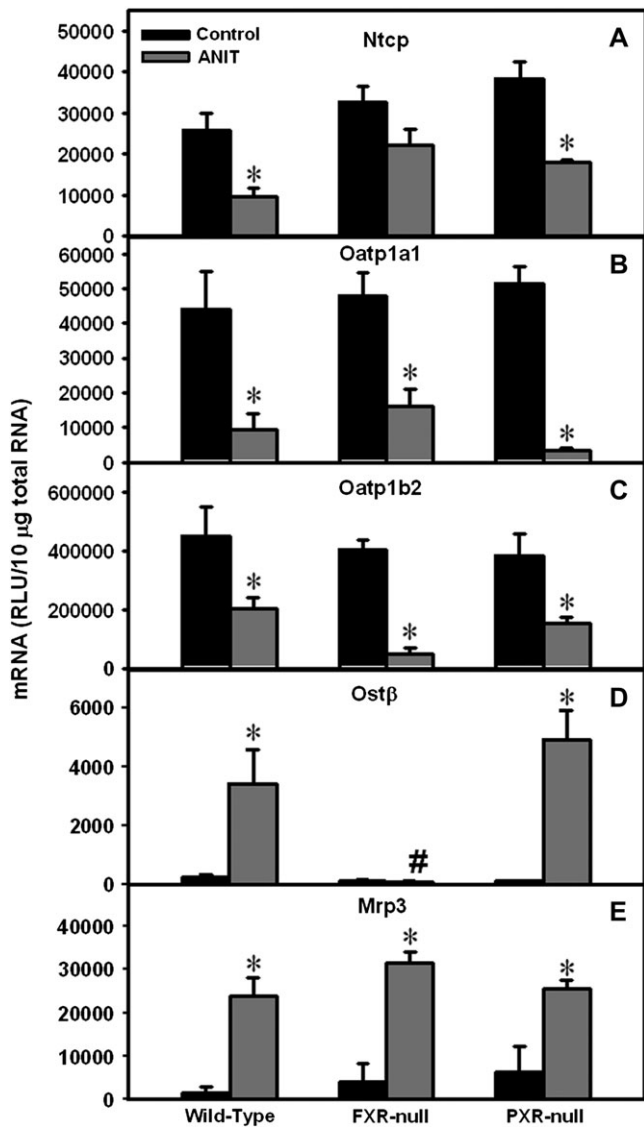 mRNA (RLU/10 µg total RNA)
Control
ANIT
Ntcp
A
50000
40000
30000
20000
10000
0
*
*
Oatp1a1
B
60000
50000
40000
30000
20000
10000
0
*
*
*
Oatp1b2
C
600000
400000
200000
0
*
*
*
Ostβ
D
6000
4000
2000
0
*
#
*
Mrp3
E
40000
30000
20000
10000
0
*
*
*
Wild-Type FXR-null PXR-null